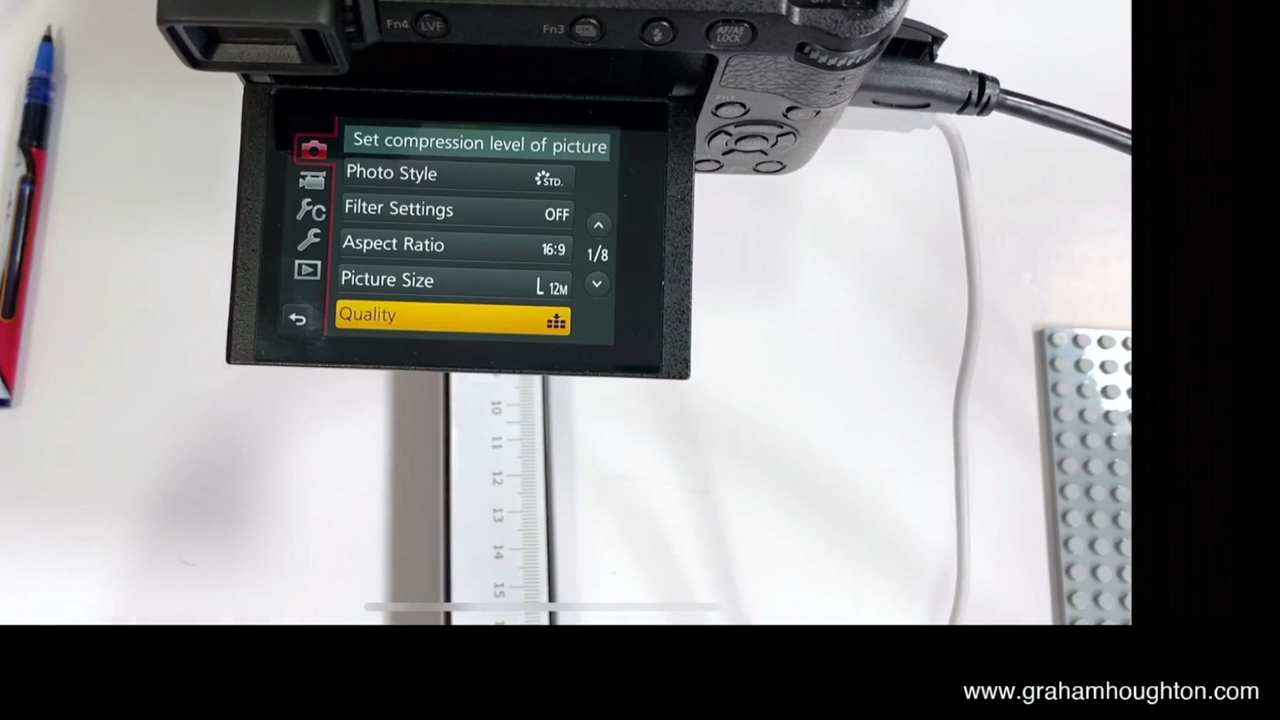 Fn4 LVF Fn3 AF/AE LOCK
Set compression level of picture
Photo Style STD.
Filter Settings OFF
Aspect Ratio 16:9
1/8
Picture Size L 12M
Quality
10
11
12
13
14
15
www.grahamhoughton.com